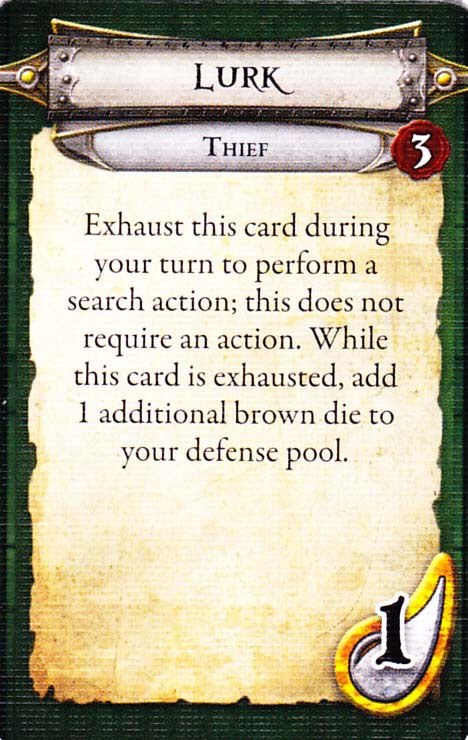 Lurk
Thief
3
Exhaust this card during
your turn to perform a
search action; this does not
require an action. While
this card is exhausted, add
1 additional brown die to
your defense pool.
1